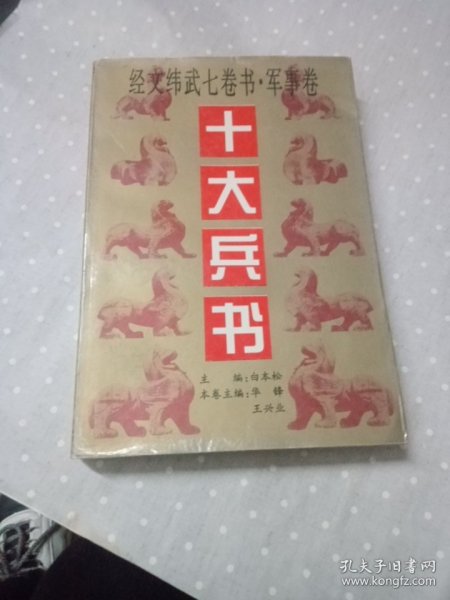 经文纬武七卷书·军事卷
十
大
兵
书
主 编:白本松
本卷主编:华 锋
王兴业
孔夫子旧书网
www.kongfz.com